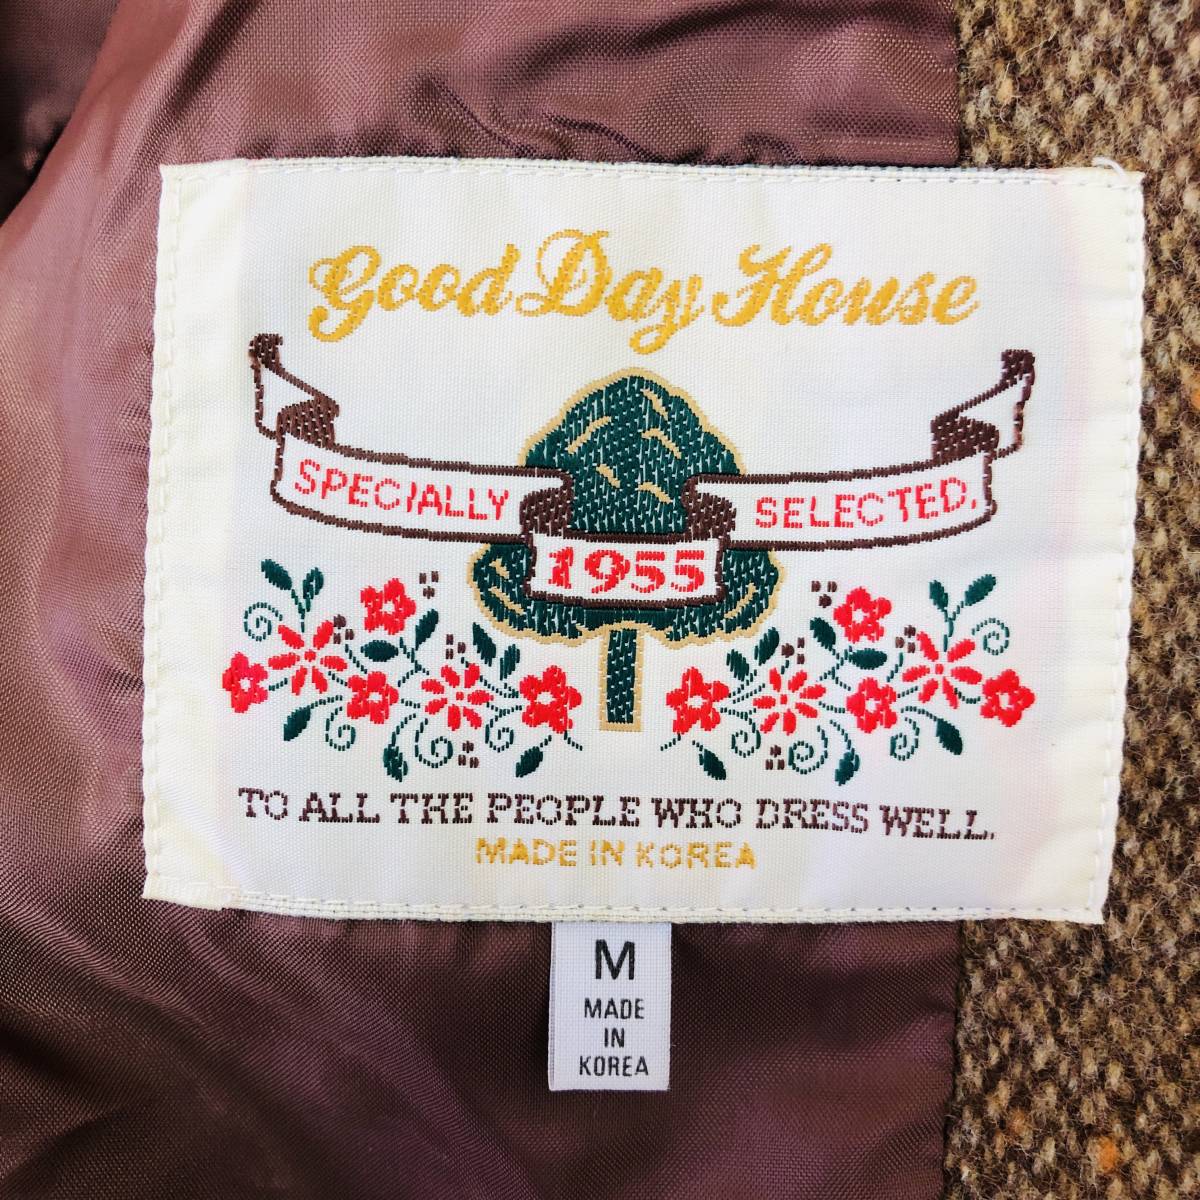 Good Day House
SPECIALLY SELECTED.
1955
TO ALL THE PEOPLE WHO DRESS WELL.
MADE IN KOREA
M
MADE
IN
KOREA